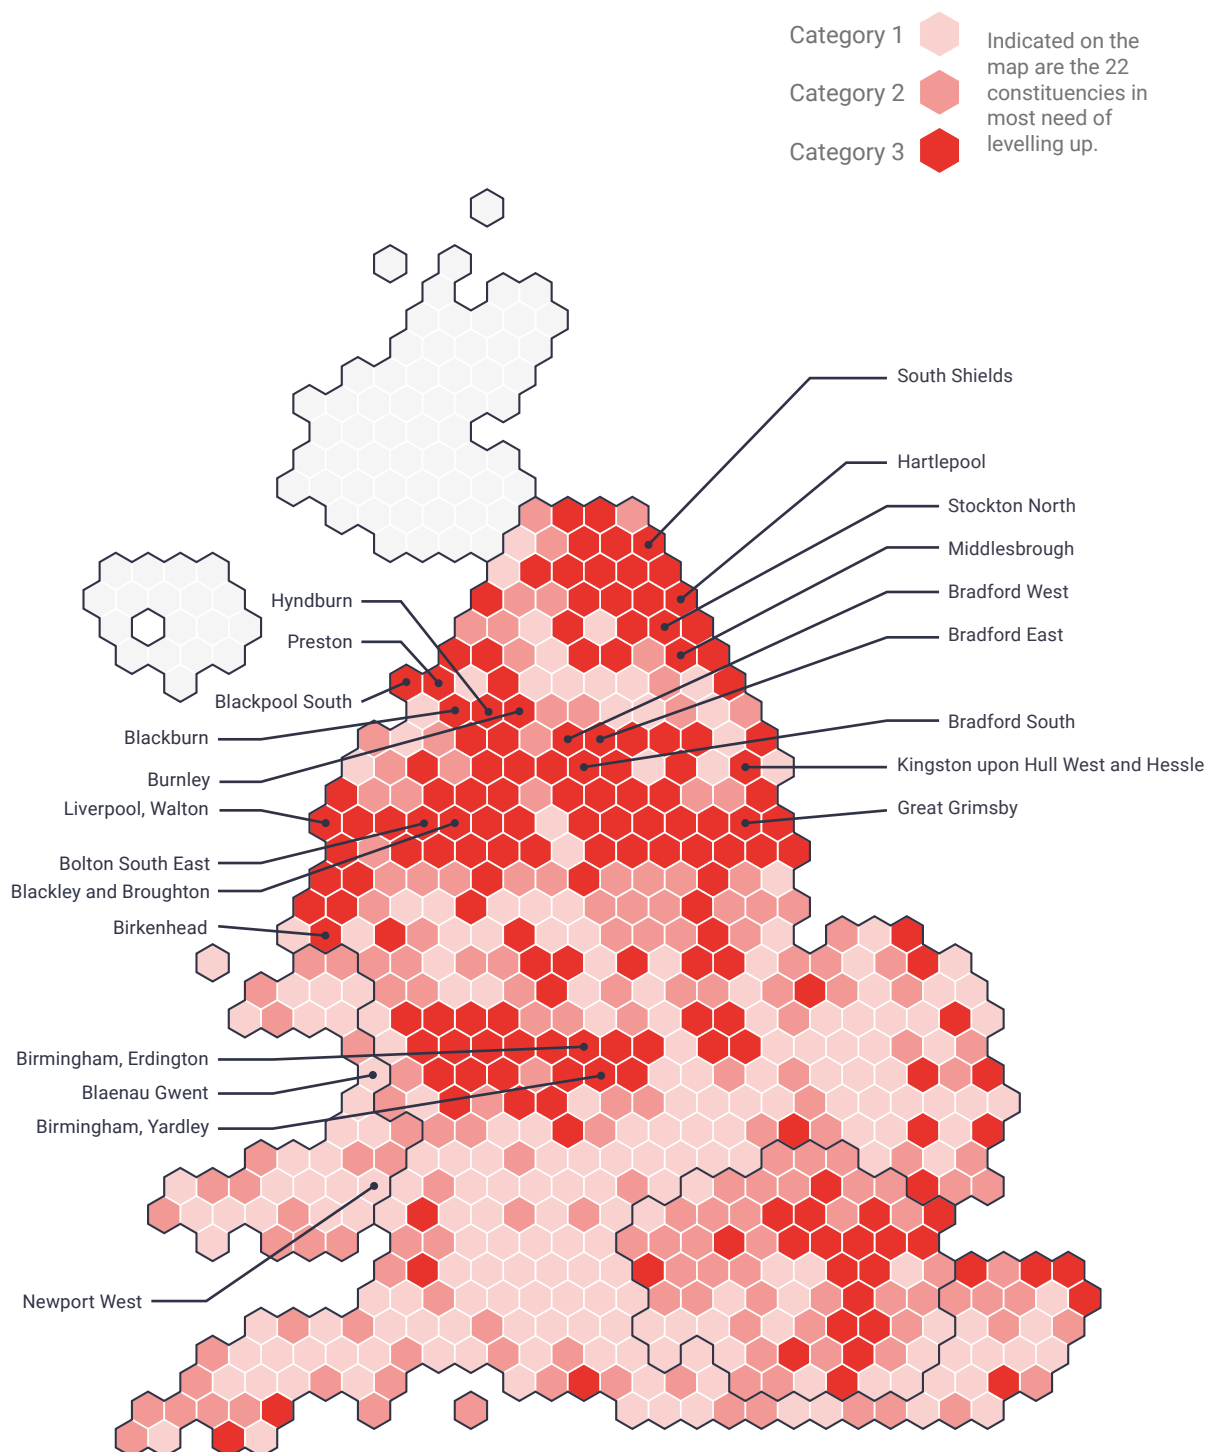 Category 1
Category 2
Category 3
Indicated on the
map are the 22
constituencies in
most need of
levelling up.
South Shields
Hartlepool
Stockton North
Middlesbrough
Bradford West
Bradford East
Bradford South
Kingston upon Hull West and Hessle
Great Grimsby
Hyndburn
Preston
Blackpool South
Blackburn
Burnley
Liverpool, Walton
Bolton South East
Blackley and Broughton
Birkenhead
Birmingham, Erdington
Blaenau Gwent
Birmingham, Yardley
Newport West